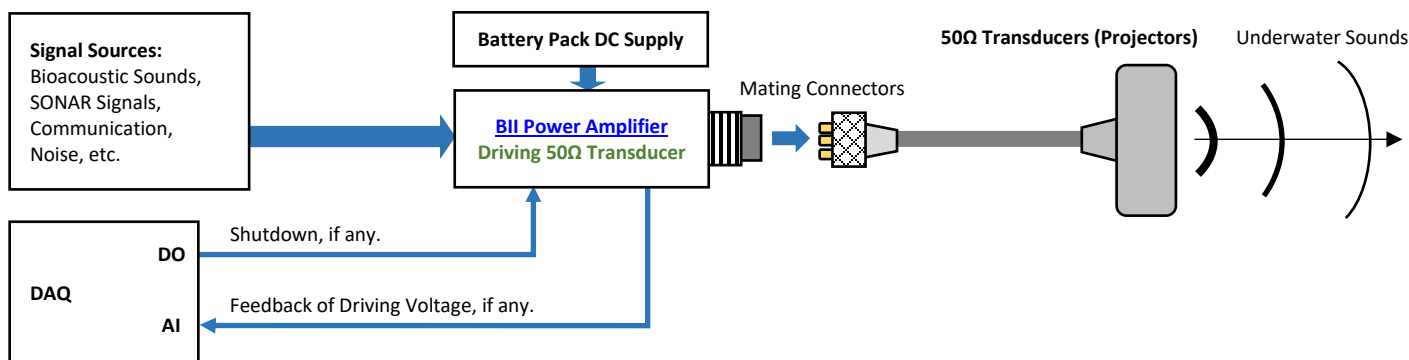 Signal Sources:
Bioacoustic Sounds,
SONAR Signals,
Communication,
Noise, etc.
Battery Pack DC Supply
BII Power Amplifier
Driving 50Ω Transducer
Mating Connectors
50Ω Transducers (Projectors)
Underwater Sounds
DAQ
DO
AI
Shutdown, if any.
Feedback of Driving Voltage, if any.